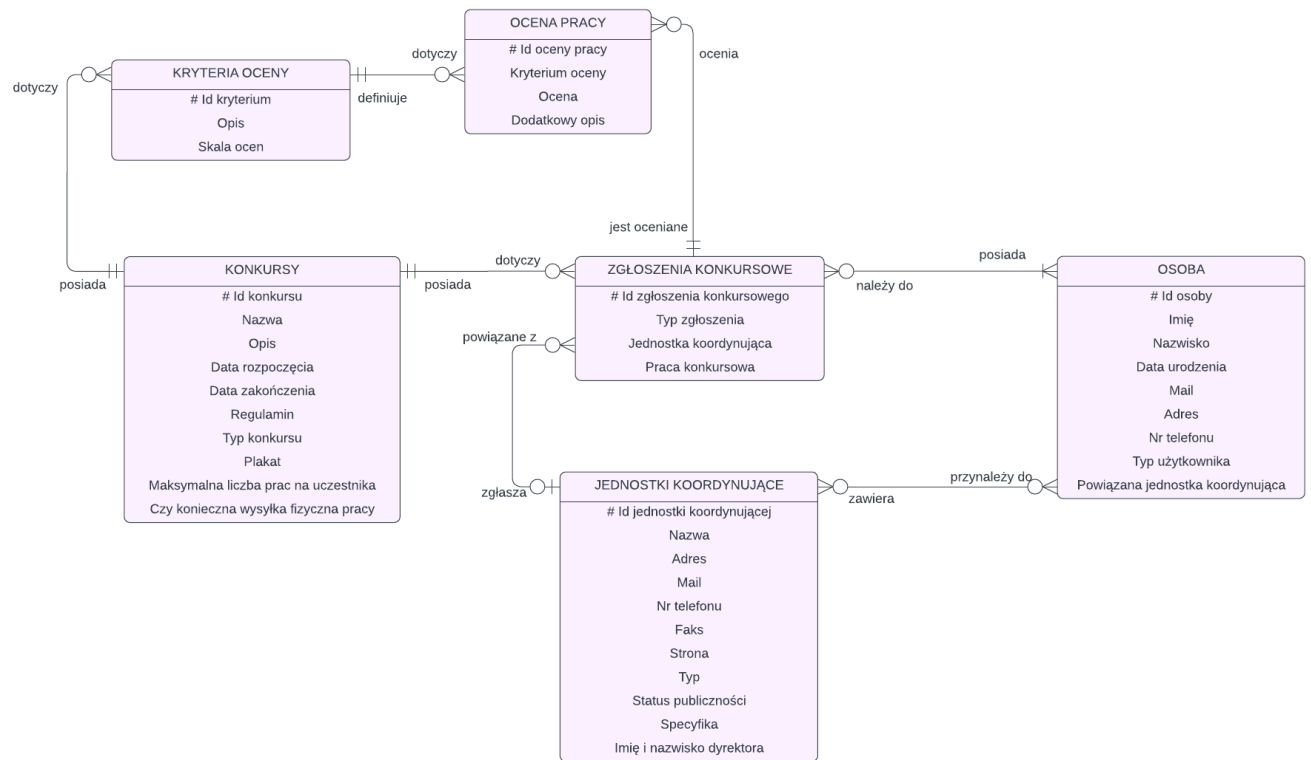 OCENA PRACY
# Id oceny pracy
Kryterium oceny
Ocena
Dodatkowy opis
dotyczy
ocenia
KRYTERIA OCENY
# Id kryterium
Opis
Skala ocen
dotyczy
definiuje
jest oceniane
posiada
KONKURSY
# Id konkursu
Nazwa
Opis
Data rozpoczęcia
Data zakończenia
Regulamin
Typ konkursu
Plakat
Maksymalna liczba prac na uczestnika
Czy konieczna wysyłka fizyczna pracy
posiada
dotyczy
ZGŁOSZENIA KONKURSOWE
# Id zgłoszenia konkursowego
Typ zgłoszenia
Jednostka koordynująca
Praca konkursowa
należy do
posiada
OSOBA
# Id osoby
Imię
Nazwisko
Data urodzenia
Mail
Adres
Nr telefonu
Typ użytkownika
Powiązana jednostka koordynująca
powiązane z
zgłasza
JEDNOSTKI KOORDYNUJĄCE
# Id jednostki koordynującej
Nazwa
Adres
Mail
Nr telefonu
Faks
Strona
Typ
Status publiczności
Specyfika
Imię i nazwisko dyrektora
zawiera
przynależy do